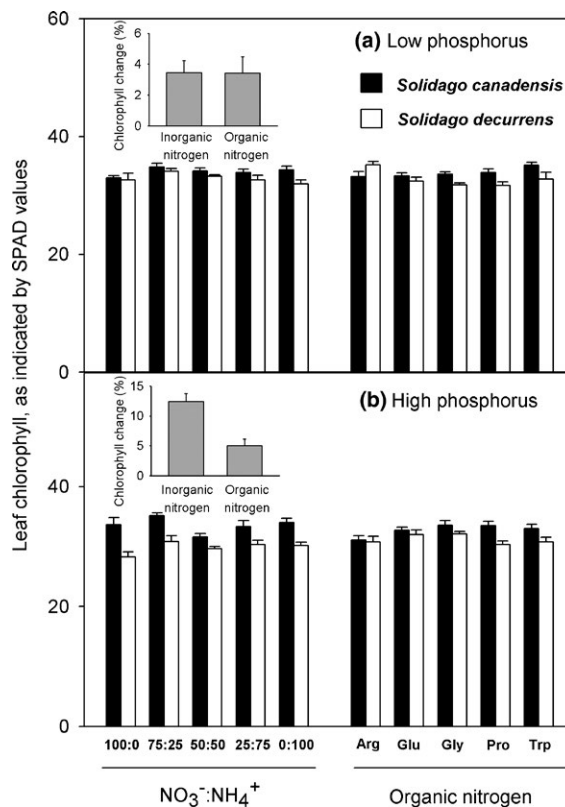 Leaf chlorophyll, as indicated by SPAD values
60
40
20
0
(a) Low phosphorus
Solidago canadensis
Solidago decurrens
Chlorophyll change (%)
6
4
2
0
Inorganic nitrogen
Organic nitrogen
40
20
0
(b) High phosphorus
Chlorophyll change (%)
15
10
5
0
Inorganic nitrogen
Organic nitrogen
100:0 75:25 50:50 25:75 0:100
Arg Glu Gly Pro Trp
NO₃⁻:NH₄⁺
Organic nitrogen